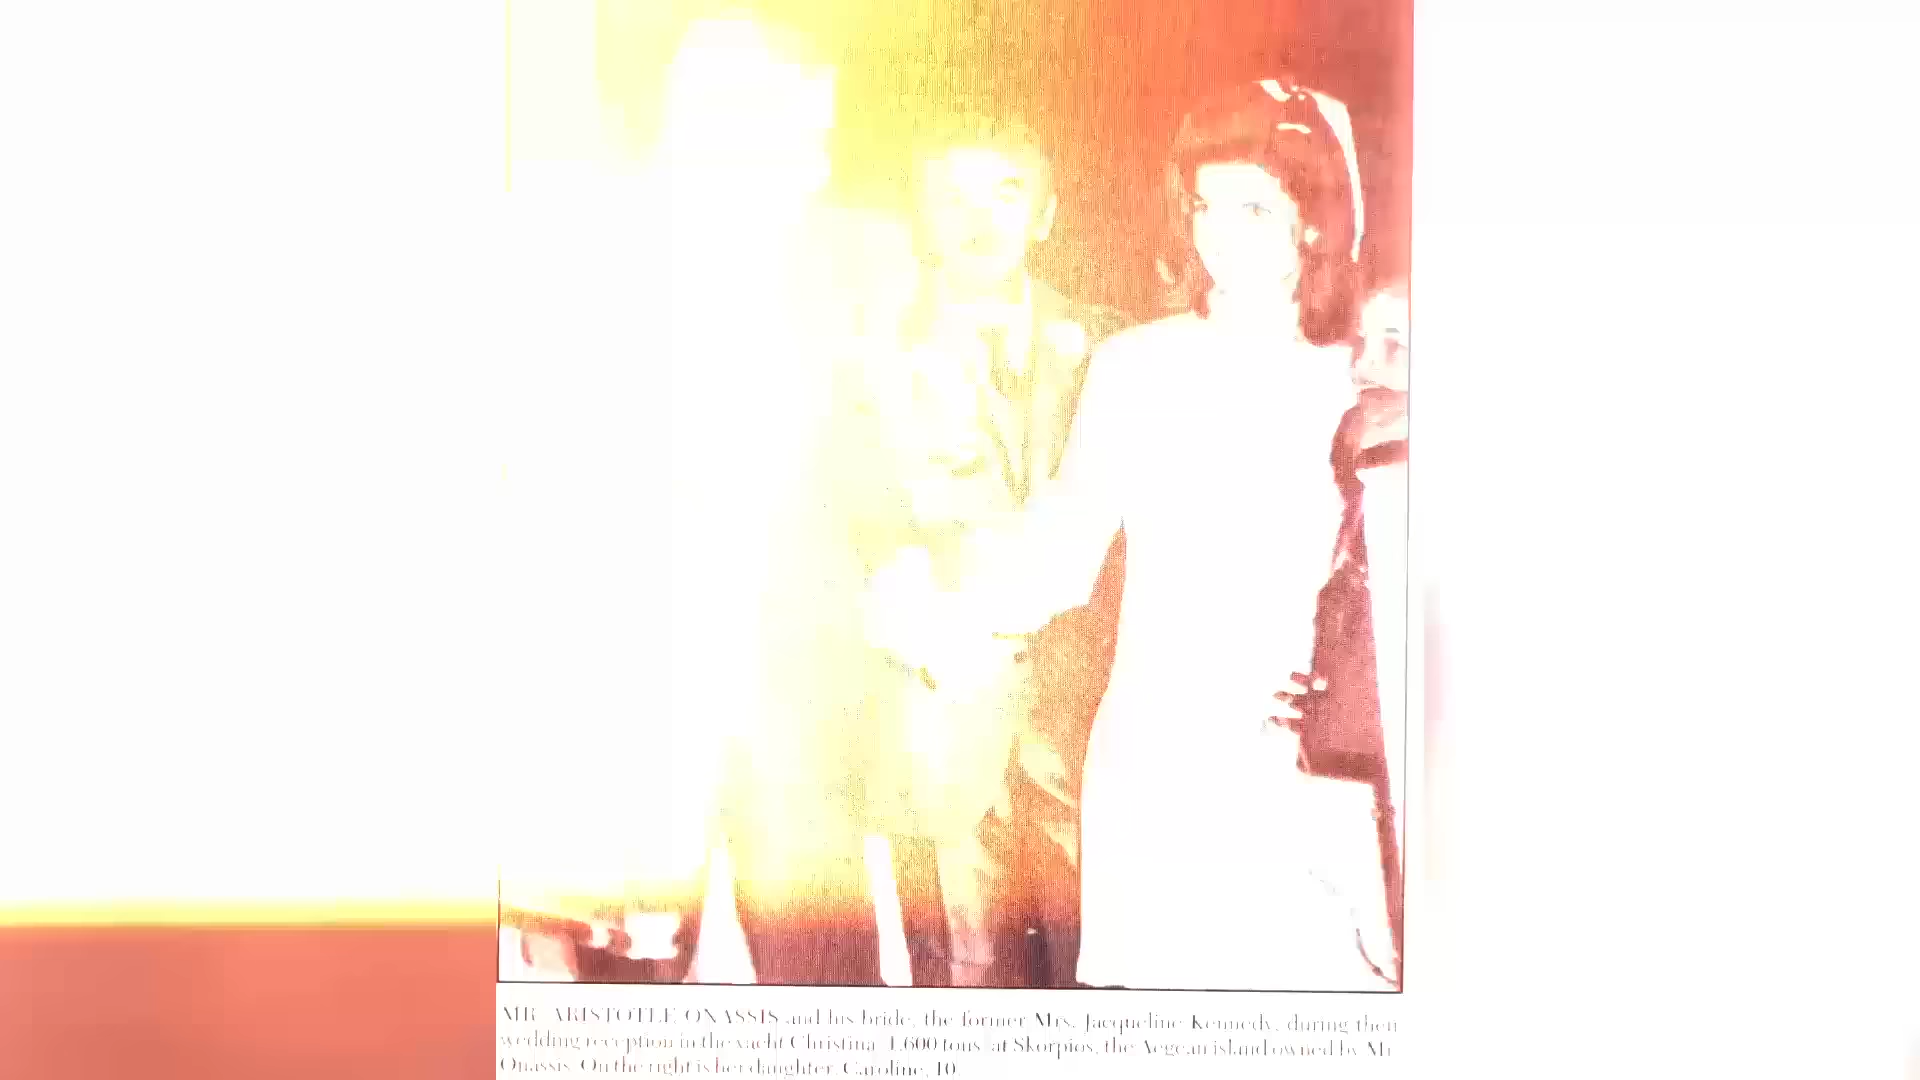 MR. ARISTOTLE ONASSIS and his bride, the former Mrs. Jacqueline Kennedy, during their
wedding reception in the yacht Christina, 1,600 tons, at Skorpios, the Aegean island owned by Mr.
Onassis. On the right is her daughter, Caroline, 10.